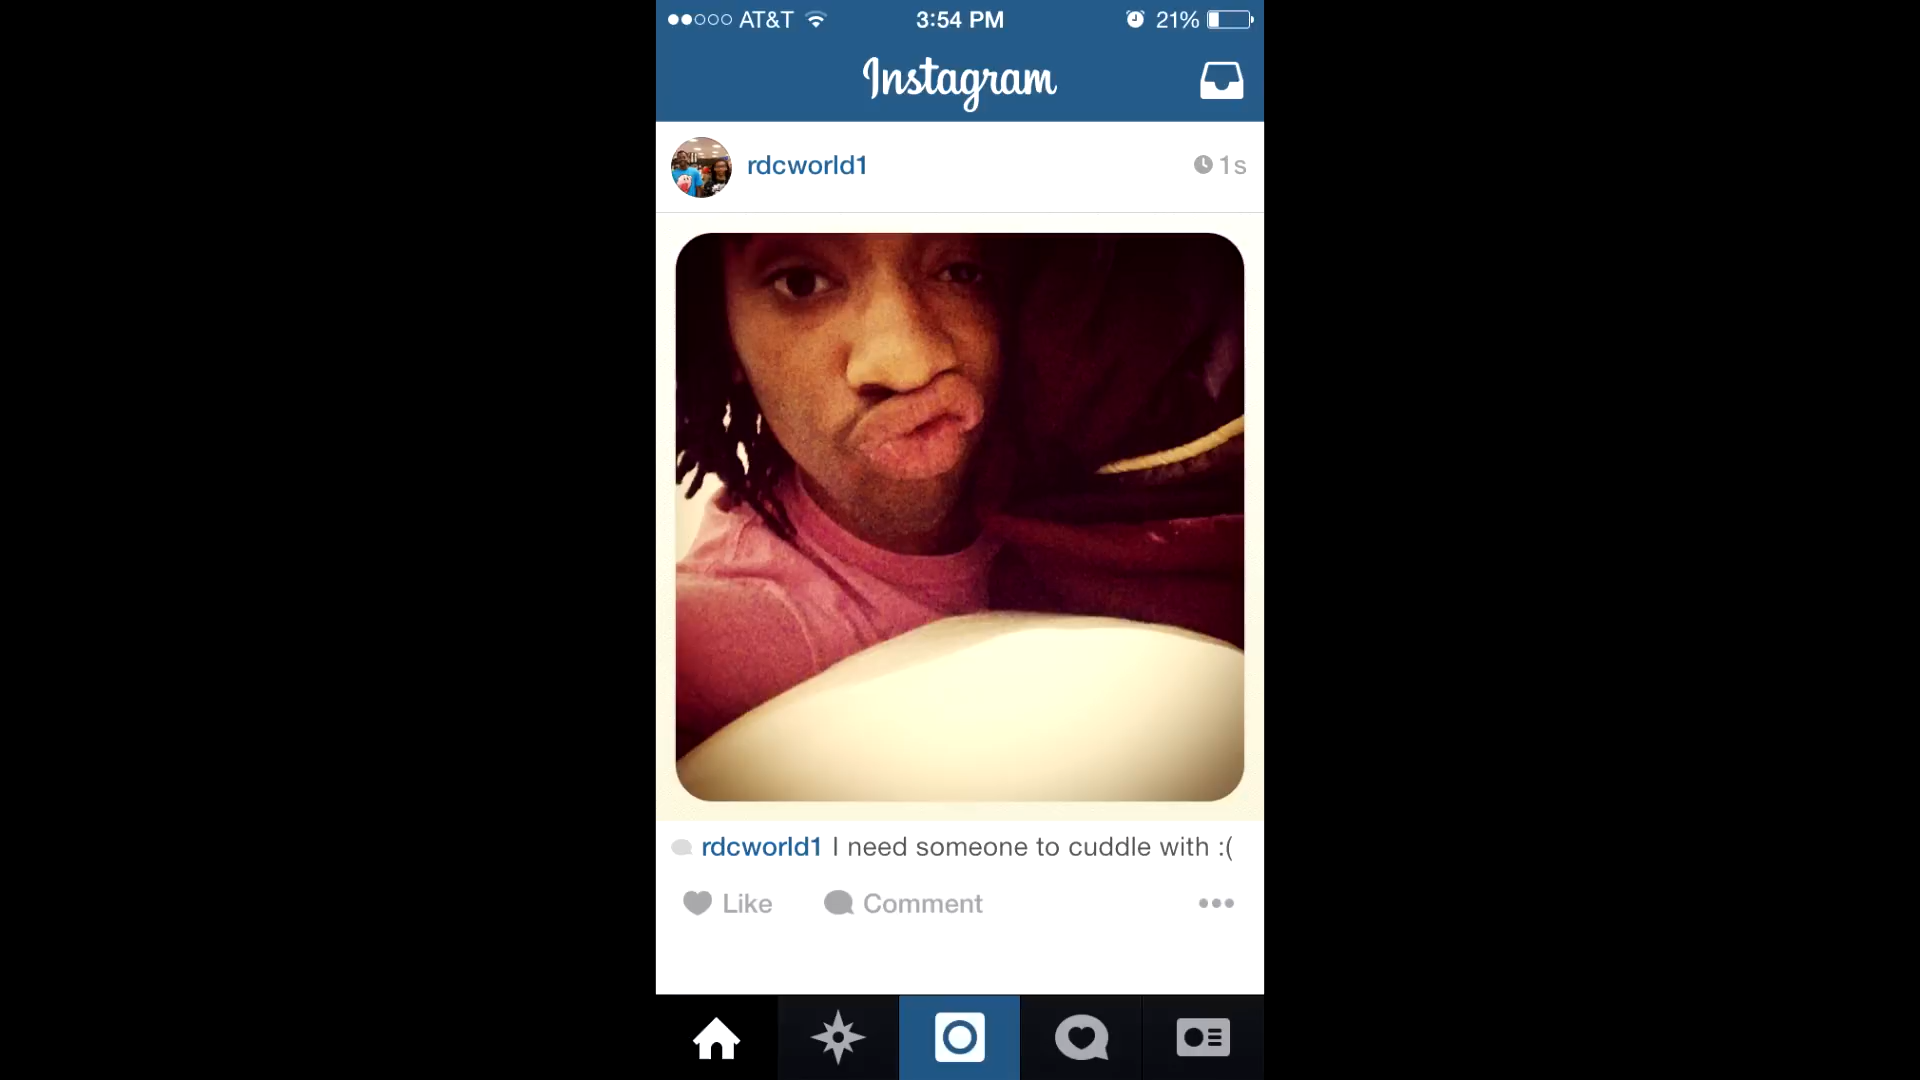 AT&T 3:54 PM 21%
Instagram
rdcworld1 1s
rdcworld1 I need someone to cuddle with :(
Like Comment